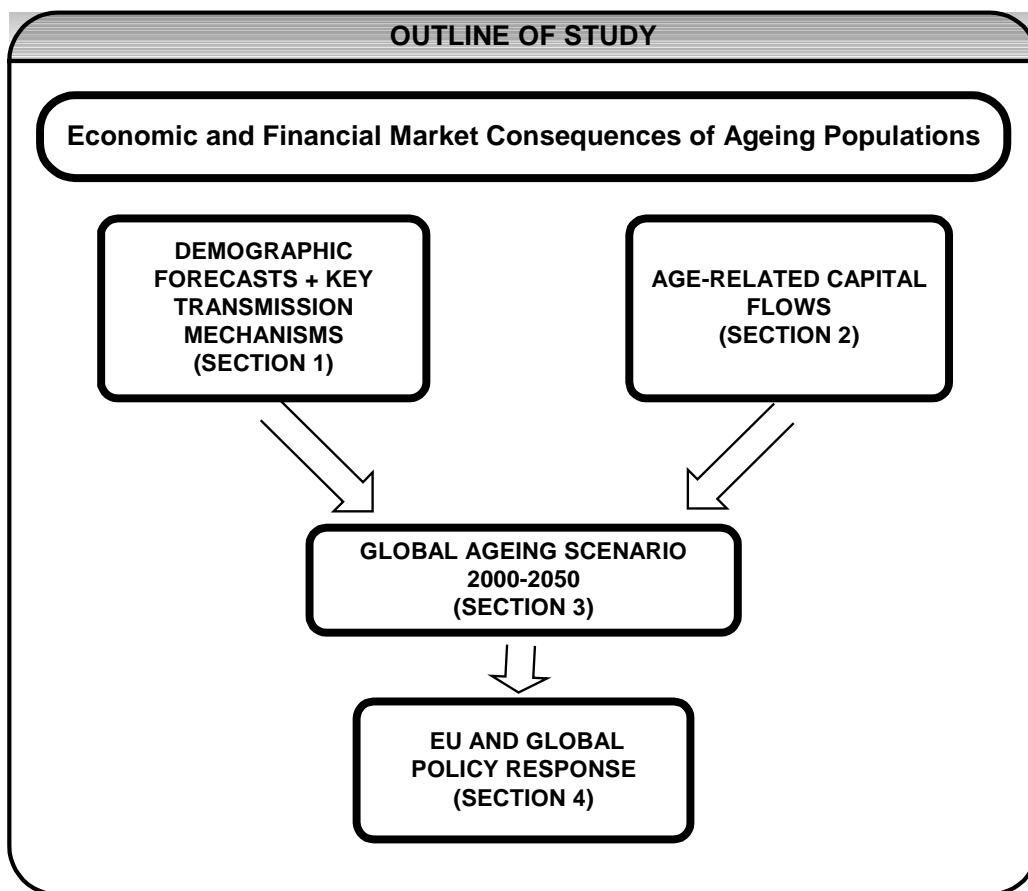 OUTLINE OF STUDY
Economic and Financial Market Consequences of Ageing Populations
DEMOGRAPHIC
FORECASTS + KEY
TRANSMISSION
MECHANISMS
(SECTION 1)
AGE-RELATED CAPITAL
FLOWS
(SECTION 2)
GLOBAL AGEING SCENARIO
2000-2050
(SECTION 3)
EU AND GLOBAL
POLICY RESPONSE
(SECTION 4)